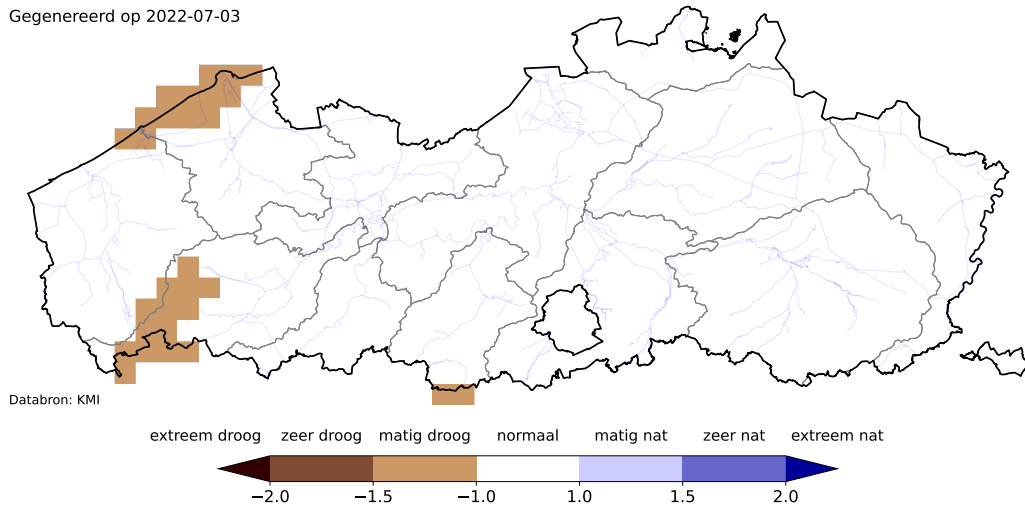 Gegenereerd op 2022-07-03
Databron: KMI
extreem droog zeer droog matig droog normaal matig nat zeer nat extreem nat
−2.0 −1.5 −1.0 1.0 1.5 2.0